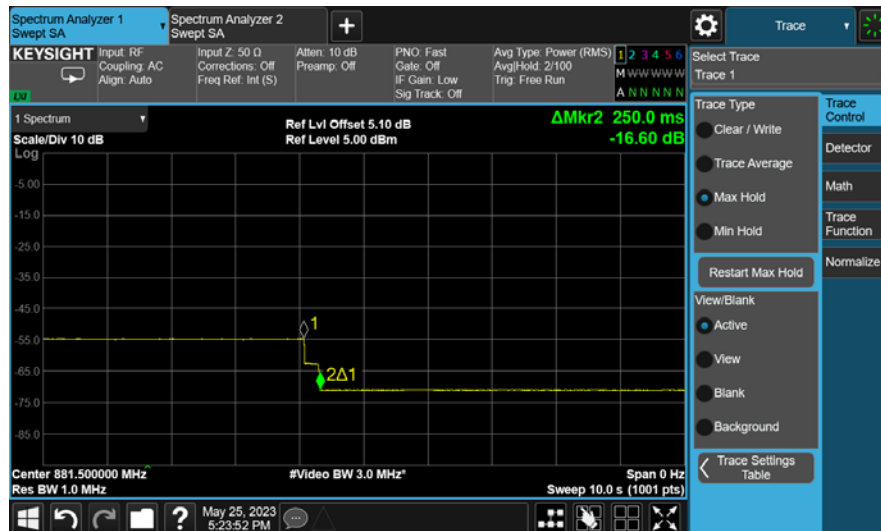 Spectrum Analyzer 1
Swept SA
Spectrum Analyzer 2
Swept SA
+
Trace
KEYSIGHT
Input: RF
Coupling: AC
Align: Auto
Input Z: 50 Ω
Corrections: Off
Freq Ref: Int (S)
Atten: 10 dB
Preamp: Off
PNO: Fast
Gate: Off
IF Gain: Low
Sig Track: Off
Avg Type: Power (RMS)
Avg|Hold: 2/100
Trig: Free Run
1 2 3 4 5 6
M W W W W W
A N N N N N
LXI
Select Trace
Trace 1
1 Spectrum
Scale/Div 10 dB
Ref Lvl Offset 5.10 dB
Ref Level 5.00 dBm
ΔMkr2 250.0 ms
-16.60 dB
Log
-5.00
-15.0
-25.0
-35.0
-45.0
-55.0
-65.0
-75.0
-85.0
1
2Δ1
Center 881.500000 MHz
Res BW 1.0 MHz
#Video BW 3.0 MHz*
Span 0 Hz
Sweep 10.0 s (1001 pts)
Trace Type
Clear / Write
Trace Average
Max Hold
Min Hold
Restart Max Hold
View/Blank
Active
View
Blank
Background
Trace Settings
Table
Trace
Control
Detector
Math
Trace
Function
Normalize
?
May 25, 2023
5:23:52 PM